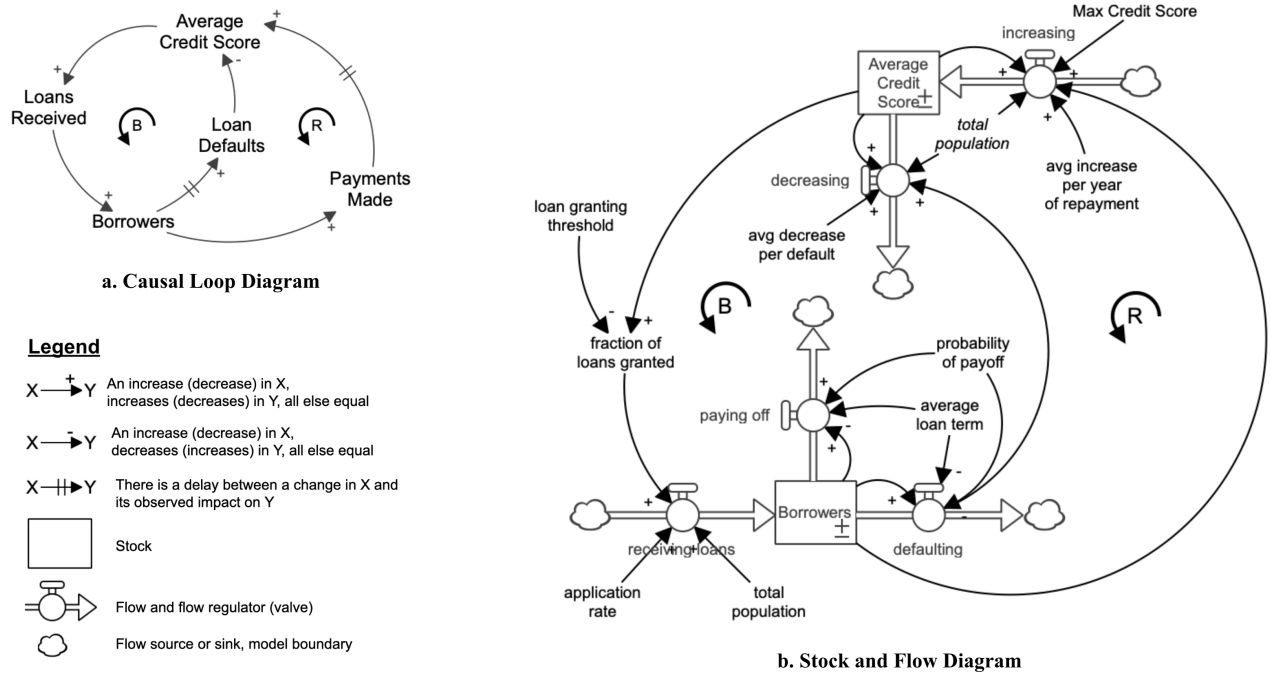 Average
Credit Score
+
-
+
Loans
Received
B
Loan
Defaults
R
+
+
Payments
Made
Borrowers
+
a. Causal Loop Diagram
Legend
X + Y An increase (decrease) in X,
increases (decreases) in Y, all else equal
X - Y An increase (decrease) in X,
decreases (increases) in Y, all else equal
X Y There is a delay between a change in X and
its observed impact on Y
Stock
Flow and flow regulator (valve)
Flow source or sink, model boundary
Max Credit Score
increasing
Average
Credit
Score
±
+
+
+
total
population
avg increase
per year
of repayment
+
decreasing
+
+
avg decrease
per default
loan granting
threshold
-
+
fraction of
loans granted
B
R
probability
of payoff
+
paying off
average
loan term
-
+
-
+
Borrowers
±
+
-
receiving loans
+
+
defaulting
application
rate
total
population
b. Stock and Flow Diagram